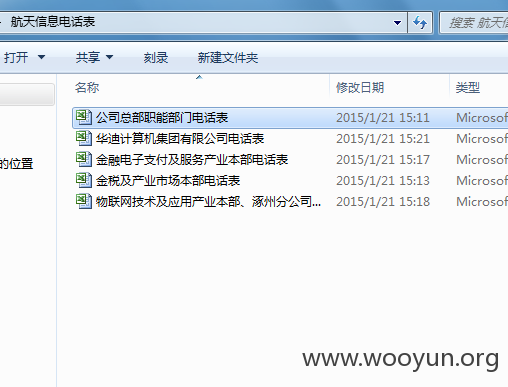 航天信息电话表
搜索 航天信
打开 共享 刻录 新建文件夹
名称 修改日期 类型
公司总部职能部门电话表 2015/1/21 15:11 Microsof
华迪计算机集团有限公司电话表 2015/1/21 15:21 Microsof
的位置
金融电子支付及服务产业本部电话表 2015/1/21 15:17 Microsof
金税及产业市场本部电话表 2015/1/21 15:13 Microsof
物联网技术及应用产业本部、涿州分公司... 2015/1/21 15:18 Microsof
www.wooyun.org